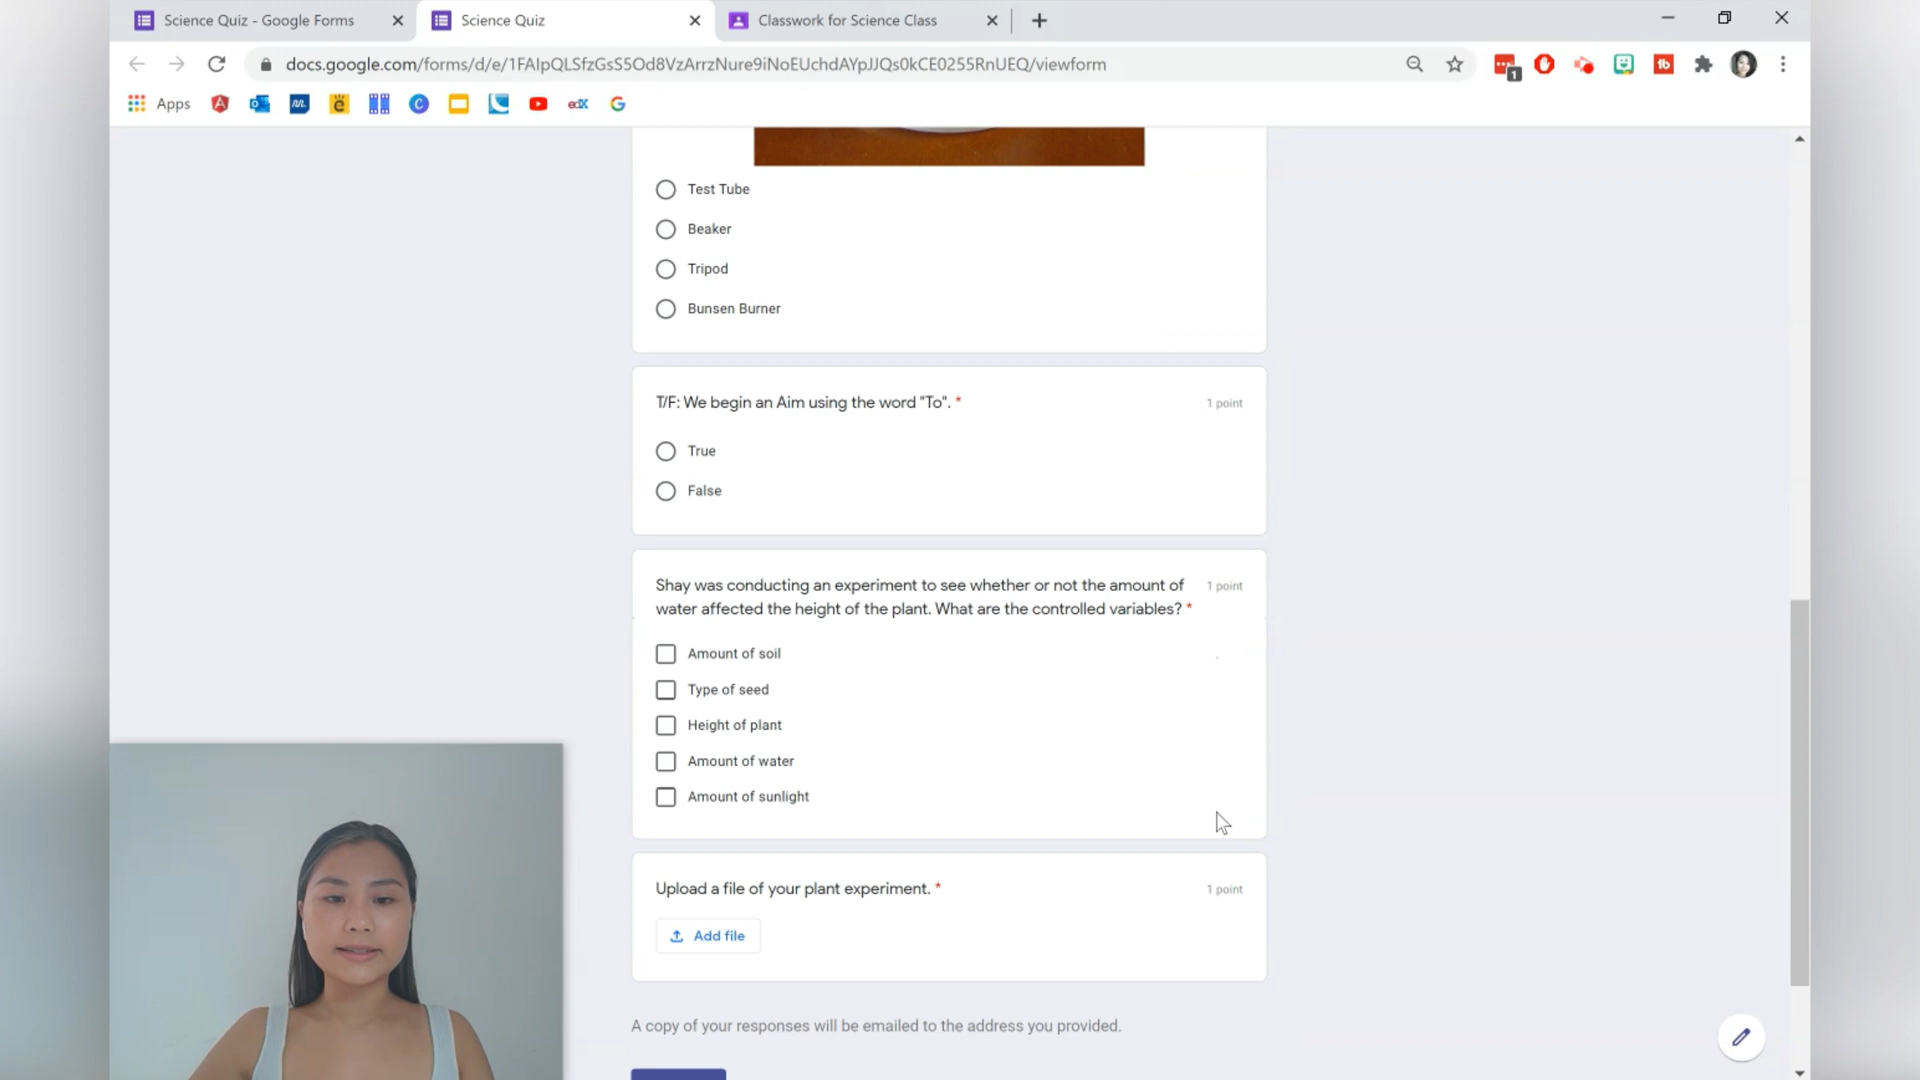 Science Quiz - Google Forms
Science Quiz
Classwork for Science Class
docs.google.com/forms/d/e/1FAIpQLSfzGsS5Od8VzArrzNure9iNoEUchdAYpJJQs0kCE0255RnUEQ/viewform
1
tb
Apps
C
edX
Test Tube
Beaker
Tripod
Bunsen Burner
T/F: We begin an Aim using the word "To". *
1 point
True
False
Shay was conducting an experiment to see whether or not the amount of
1 point
water affected the height of the plant. What are the controlled variables? *
Amount of soil
Type of seed
Height of plant
Amount of water
Amount of sunlight
Upload a file of your plant experiment. *
1 point
Add file
A copy of your responses will be emailed to the address you provided.